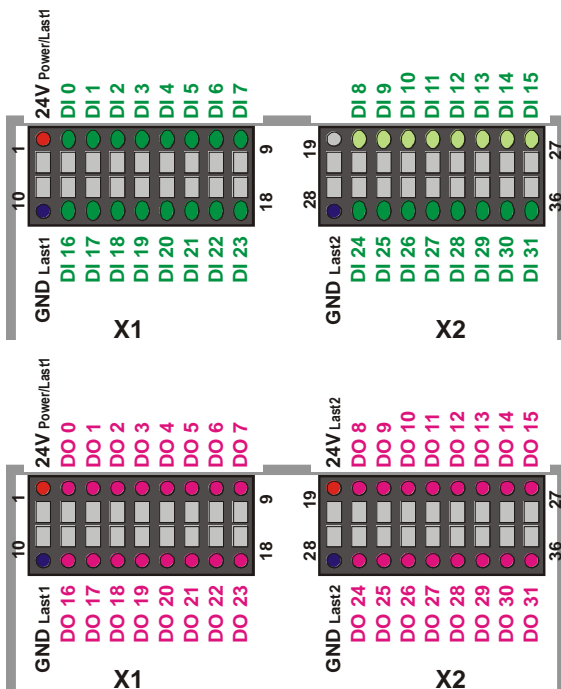 24V Power/Last1
DI 0
DI 1
DI 2
DI 3
DI 4
DI 5
DI 6
DI 7
1
9
10
18
GND Last1
DI 16
DI 17
DI 18
DI 19
DI 20
DI 21
DI 22
DI 23
X1
DI 8
DI 9
DI 10
DI 11
DI 12
DI 13
DI 14
DI 15
19
27
28
36
GND Last2
DI 24
DI 25
DI 26
DI 27
DI 28
DI 29
DI 30
DI 31
X2
24V Power/Last1
DO 0
DO 1
DO 2
DO 3
DO 4
DO 5
DO 6
DO 7
1
9
10
18
GND Last1
DO 16
DO 17
DO 18
DO 19
DO 20
DO 21
DO 22
DO 23
X1
24V Last2
DO 8
DO 9
DO 10
DO 11
DO 12
DO 13
DO 14
DO 15
19
27
28
36
GND Last2
DO 24
DO 25
DO 26
DO 27
DO 28
DO 29
DO 30
DO 31
X2